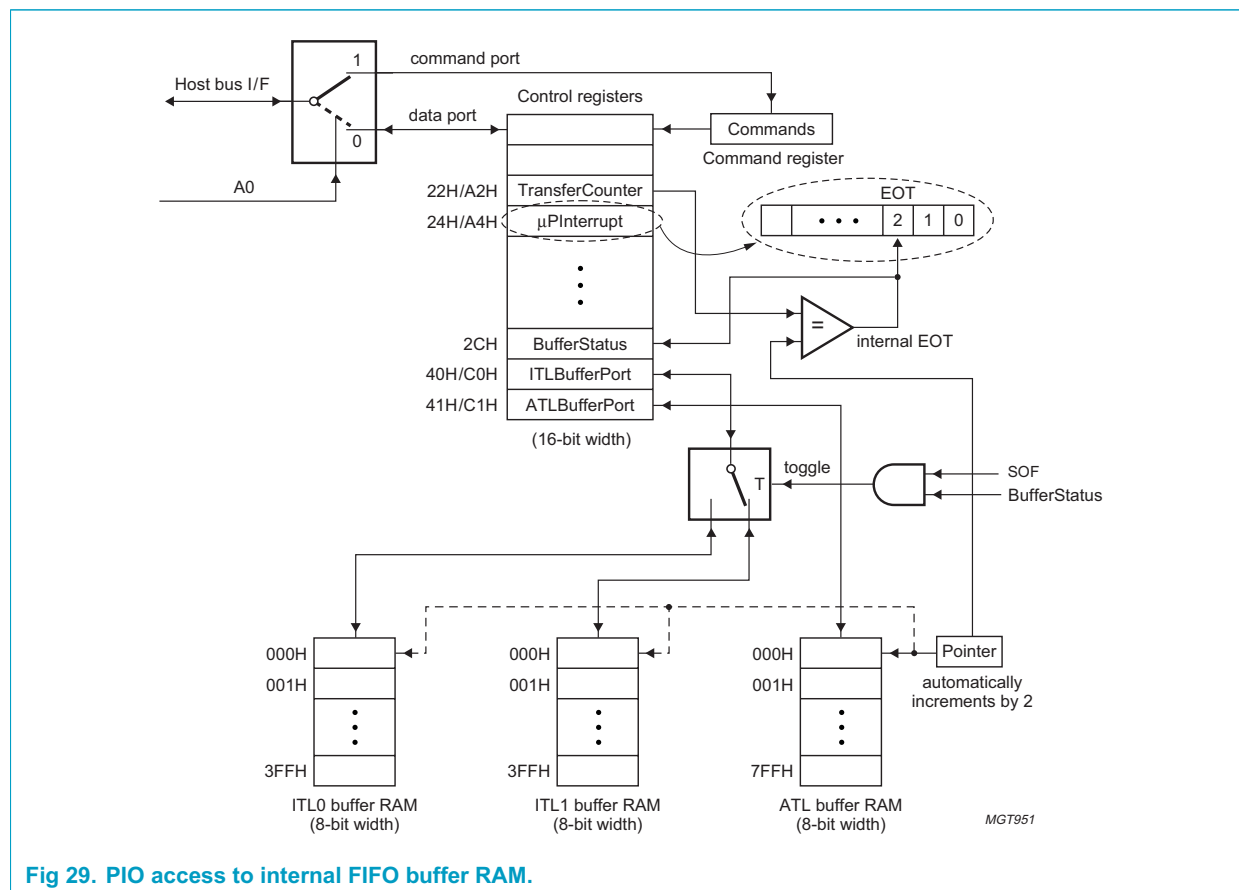 1
command port
Host bus I/F
Control registers
data port
Commands
0
Command register
A0
EOT
22H/A2H
TransferCounter
24H/A4H
μPInterrupt
• • • 2 1 0
=
internal EOT
2CH
BufferStatus
40H/C0H
ITLBufferPort
41H/C1H
ATLBufferPort
(16-bit width)
toggle
T
SOF
BufferStatus
000H
000H
000H
Pointer
001H
001H
001H
automatically
increments by 2
3FFH
3FFH
7FFH
ITL0 buffer RAM
(8-bit width)
ITL1 buffer RAM
(8-bit width)
ATL buffer RAM
(8-bit width)
MGT951
Fig 29. PIO access to internal FIFO buffer RAM.